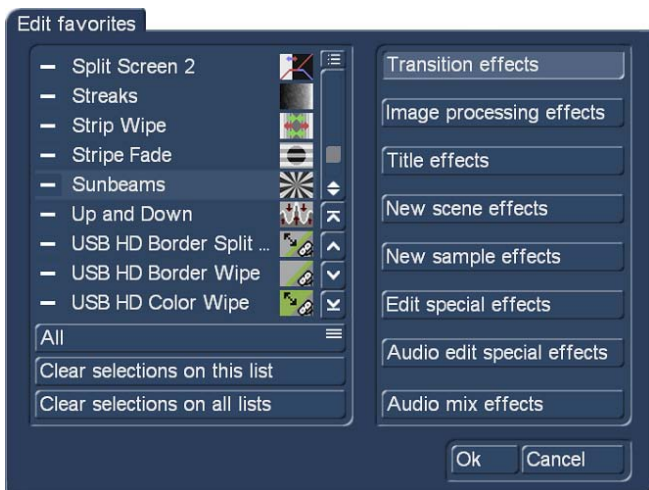 Edit favorites
Split Screen 2
Streaks
Strip Wipe
Stripe Fade
Sunbeams
Up and Down
USB HD Border Split ...
USB HD Border Wipe
USB HD Color Wipe
All
Clear selections on this list
Clear selections on all lists
Transition effects
Image processing effects
Title effects
New scene effects
New sample effects
Edit special effects
Audio edit special effects
Audio mix effects
Ok
Cancel